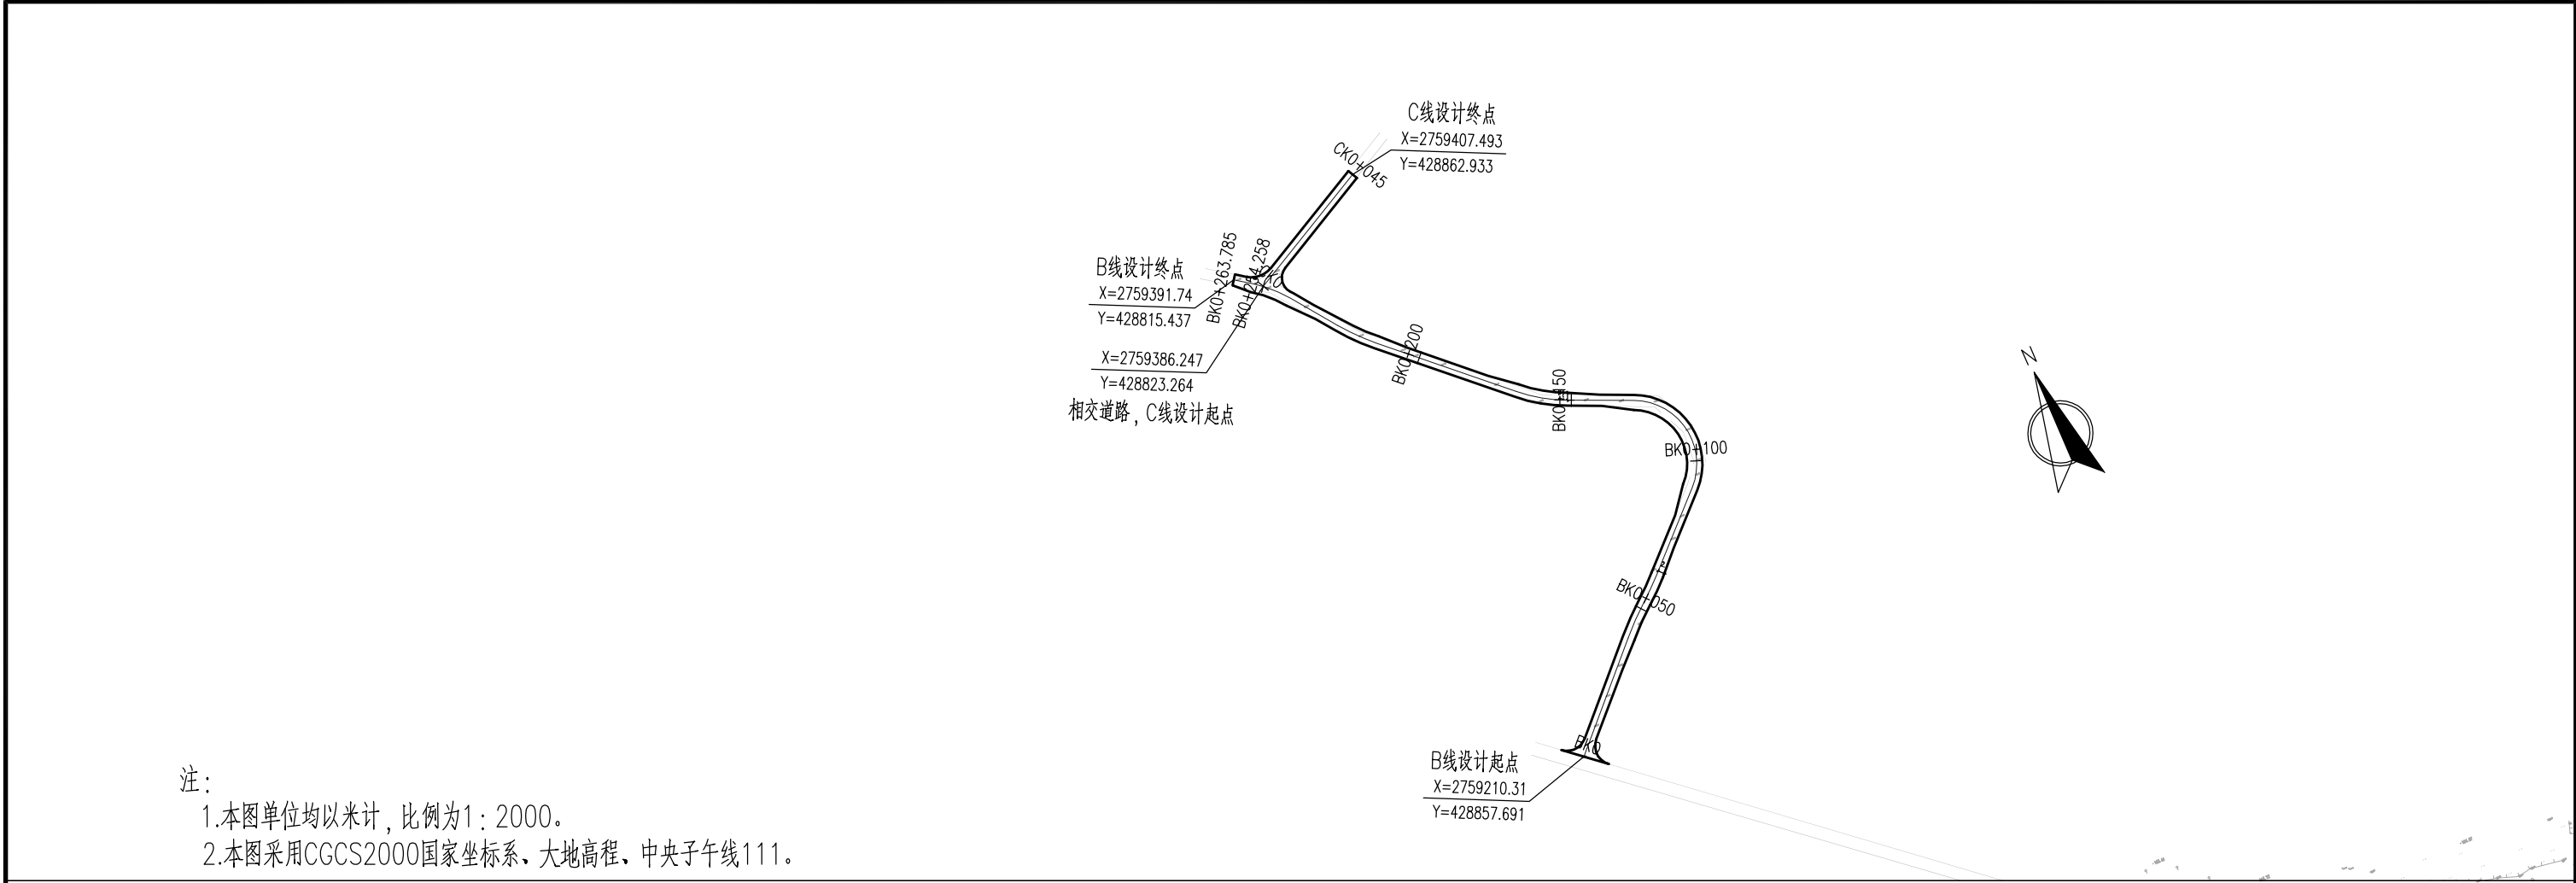 C线设计终点
X=2759407.493
Y=428862.933
CK0+045
B线设计终点
X=2759391.74
Y=428815.437
BK0+263.785
BK0+254.258
X=2759386.247
Y=428823.264
相交道路，C线设计起点
BK0+200
BK0+150
BK0+100
BK0+050
BK0
B线设计起点
X=2759210.31
Y=428857.691
N
注：
1.本图单位均以米计，比例为1：2000。
2.本图采用CGCS2000国家坐标系、大地高程、中央子午线111。